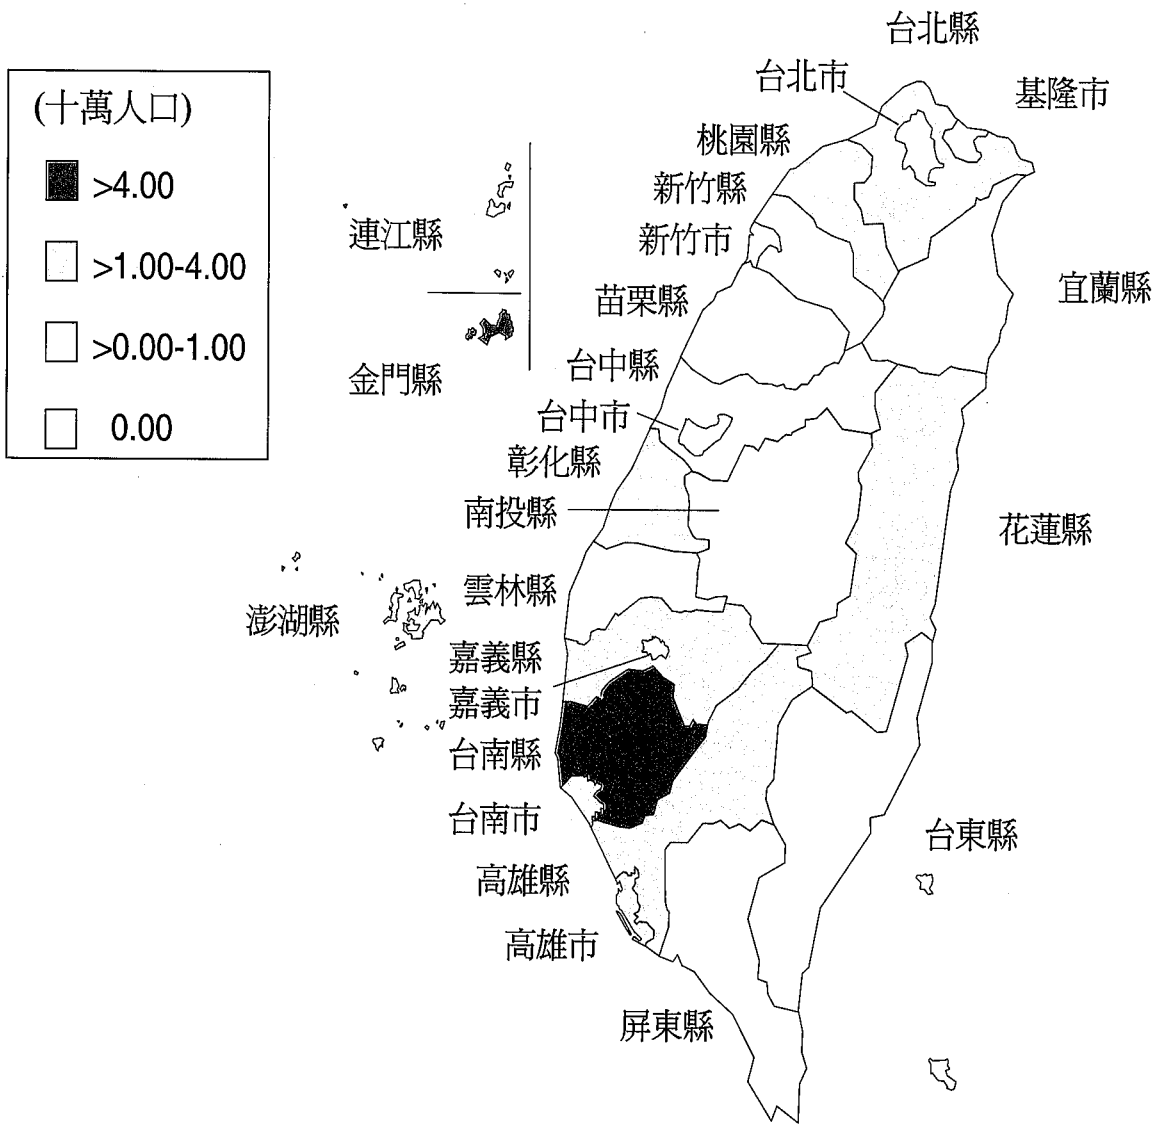 (十萬人口)
>4.00
>1.00-4.00
>0.00-1.00
0.00
台北縣
台北市
基隆市
桃園縣
新竹縣
新竹市
連江縣
宜蘭縣
苗栗縣
台中縣
金門縣
台中市
彰化縣
南投縣
花蓮縣
雲林縣
澎湖縣
嘉義縣
嘉義市
台南縣
台南市
台東縣
高雄縣
高雄市
屏東縣